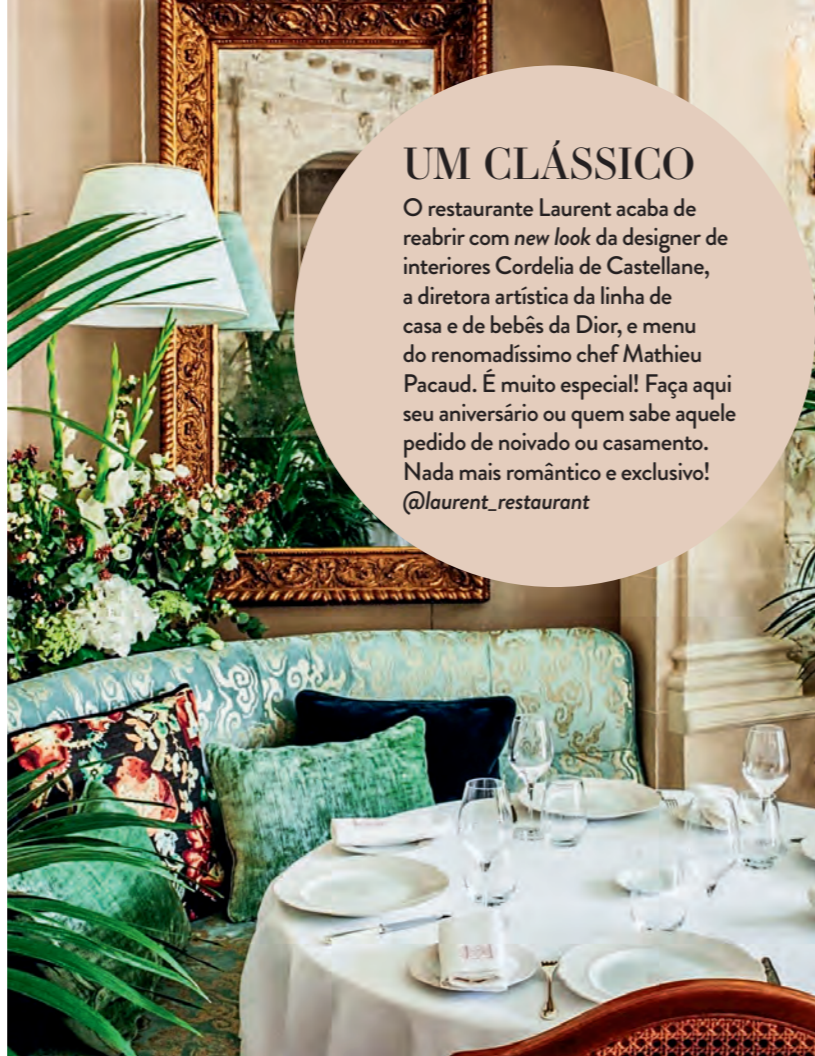 UM CLÁSSICO
O restaurante Laurent acaba de
reabrir com new look da designer de
interiores Cordelia de Castellane,
a diretora artística da linha de
casa e de bebês da Dior, e menu
do renomadíssimo chef Mathieu
Pacaud. É muito especial! Faça aqui
seu aniversário ou quem sabe aquele
pedido de noivado ou casamento.
Nada mais romântico e exclusivo!
@laurent_restaurant